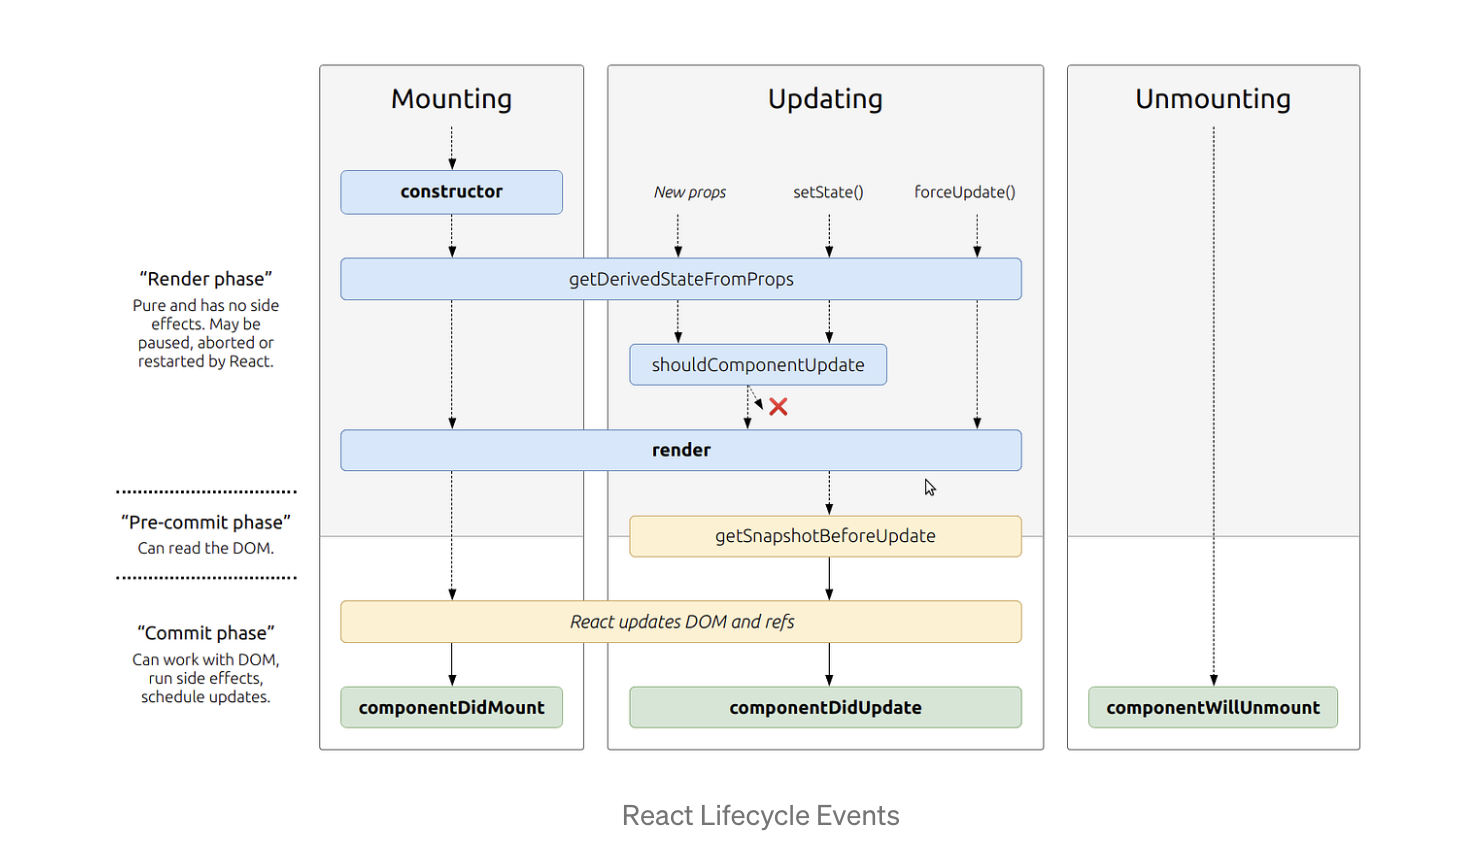 Mounting
Updating
Unmounting
constructor
New props
setState()
forceUpdate()
“Render phase”
Pure and has no side
effects. May be
paused, aborted or
restarted by React.
getDerivedStateFromProps
shouldComponentUpdate
render
“Pre-commit phase”
Can read the DOM.
getSnapshotBeforeUpdate
React updates DOM and refs
“Commit phase”
Can work with DOM,
run side effects,
schedule updates.
componentDidMount
componentDidUpdate
componentWillUnmount
React Lifecycle Events